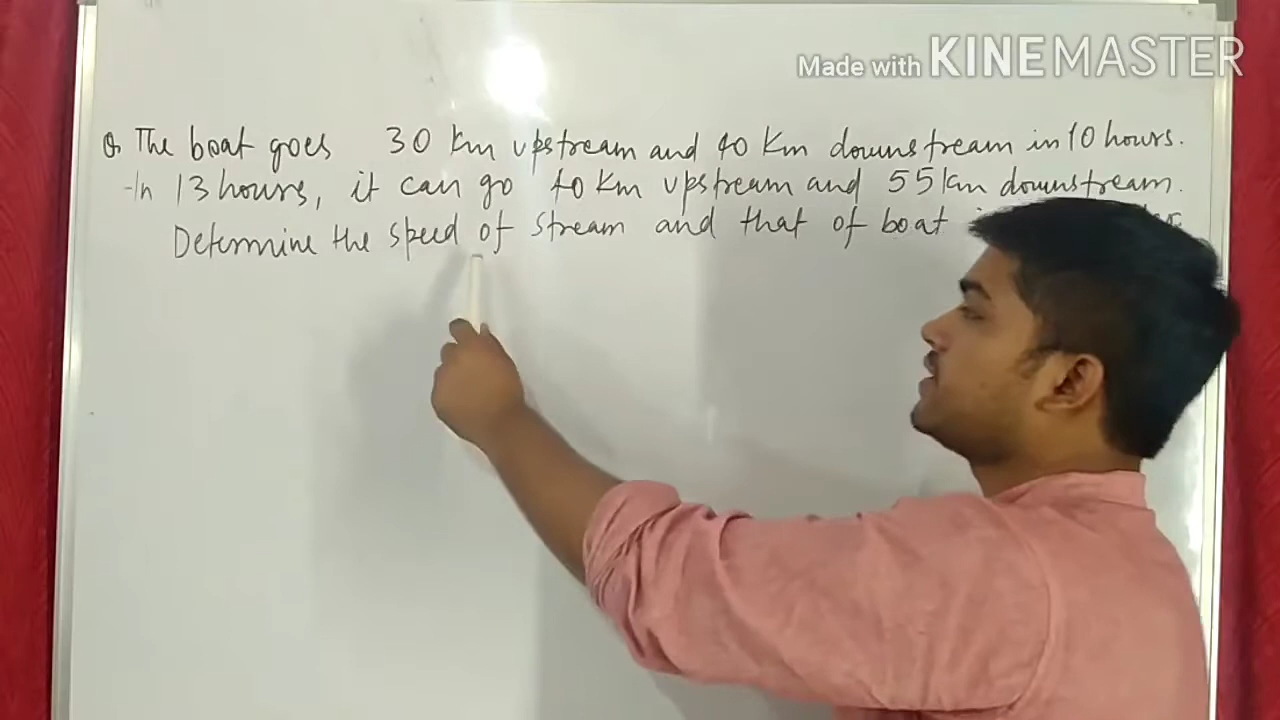 Made with KINEMASTER
Q The boat goes 30 Km upstream and 40 Km downstream in 10 hours.
In 13 hours, it can go 40 Km upstream and 55 km downstream.
Determine the speed of stream and that of boat